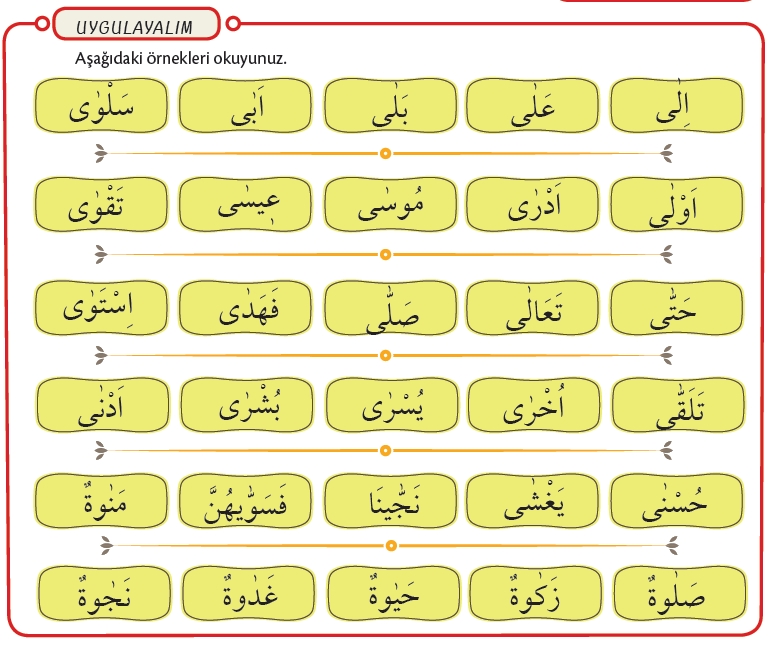 UYGULAYALIM
Aşağıdaki örnekleri okuyunuz.
اِلٰى عَلٰى بَلٰى اَبٰى سَلْوٰى
اَوْلٰى اَدْرٰى مُوسٰى عٖيسٰى تَقْوٰى
حَتّٰى تَعَالٰى صَلّٰى فَهَدٰى اِسْتَوٰى
تَلَقّٰى اُخْرٰى يُسْرٰى بُشْرٰى اَدْنٰى
حُسْنٰى يَغْشٰى نَجّٰينَا فَسَوّٰيهُنَّ مَنٰوةٌ
صَلٰوةٌ زَكٰوةٌ حَيٰوةٌ غَدٰوةٌ نَجٰوةٌ